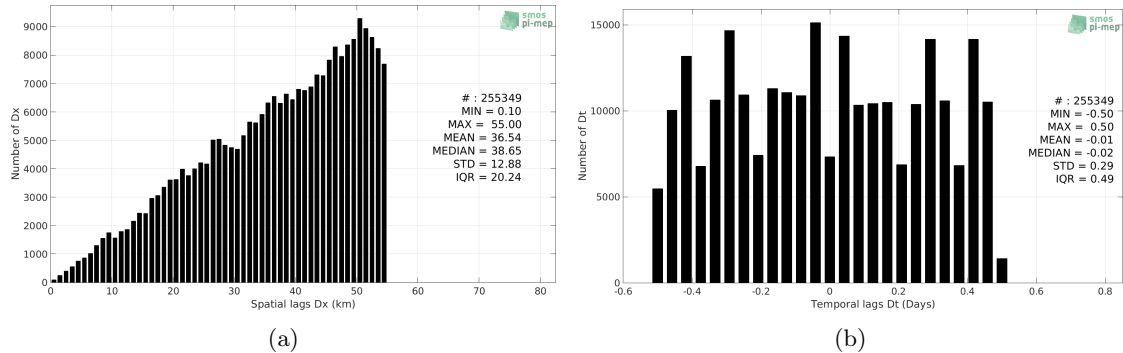 smos
pi-mep
9000
8000
7000
6000
5000
4000
3000
2000
1000
0
Number of Dx
# : 255349
MIN = 0.10
MAX = 55.00
MEAN = 36.54
MEDIAN = 38.65
STD = 12.88
IQR = 20.24
0 10 20 30 40 50 60 70 80
Spatial lags Dx (km)
(a)
smos
pi-mep
15000
10000
5000
0
Number of Dt
# : 255349
MIN = -0.50
MAX = 0.50
MEAN = -0.01
MEDIAN = -0.02
STD = 0.29
IQR = 0.49
-0.6 -0.4 -0.2 0 0.2 0.4 0.6 0.8
Temporal lags Dt (Days)
(b)